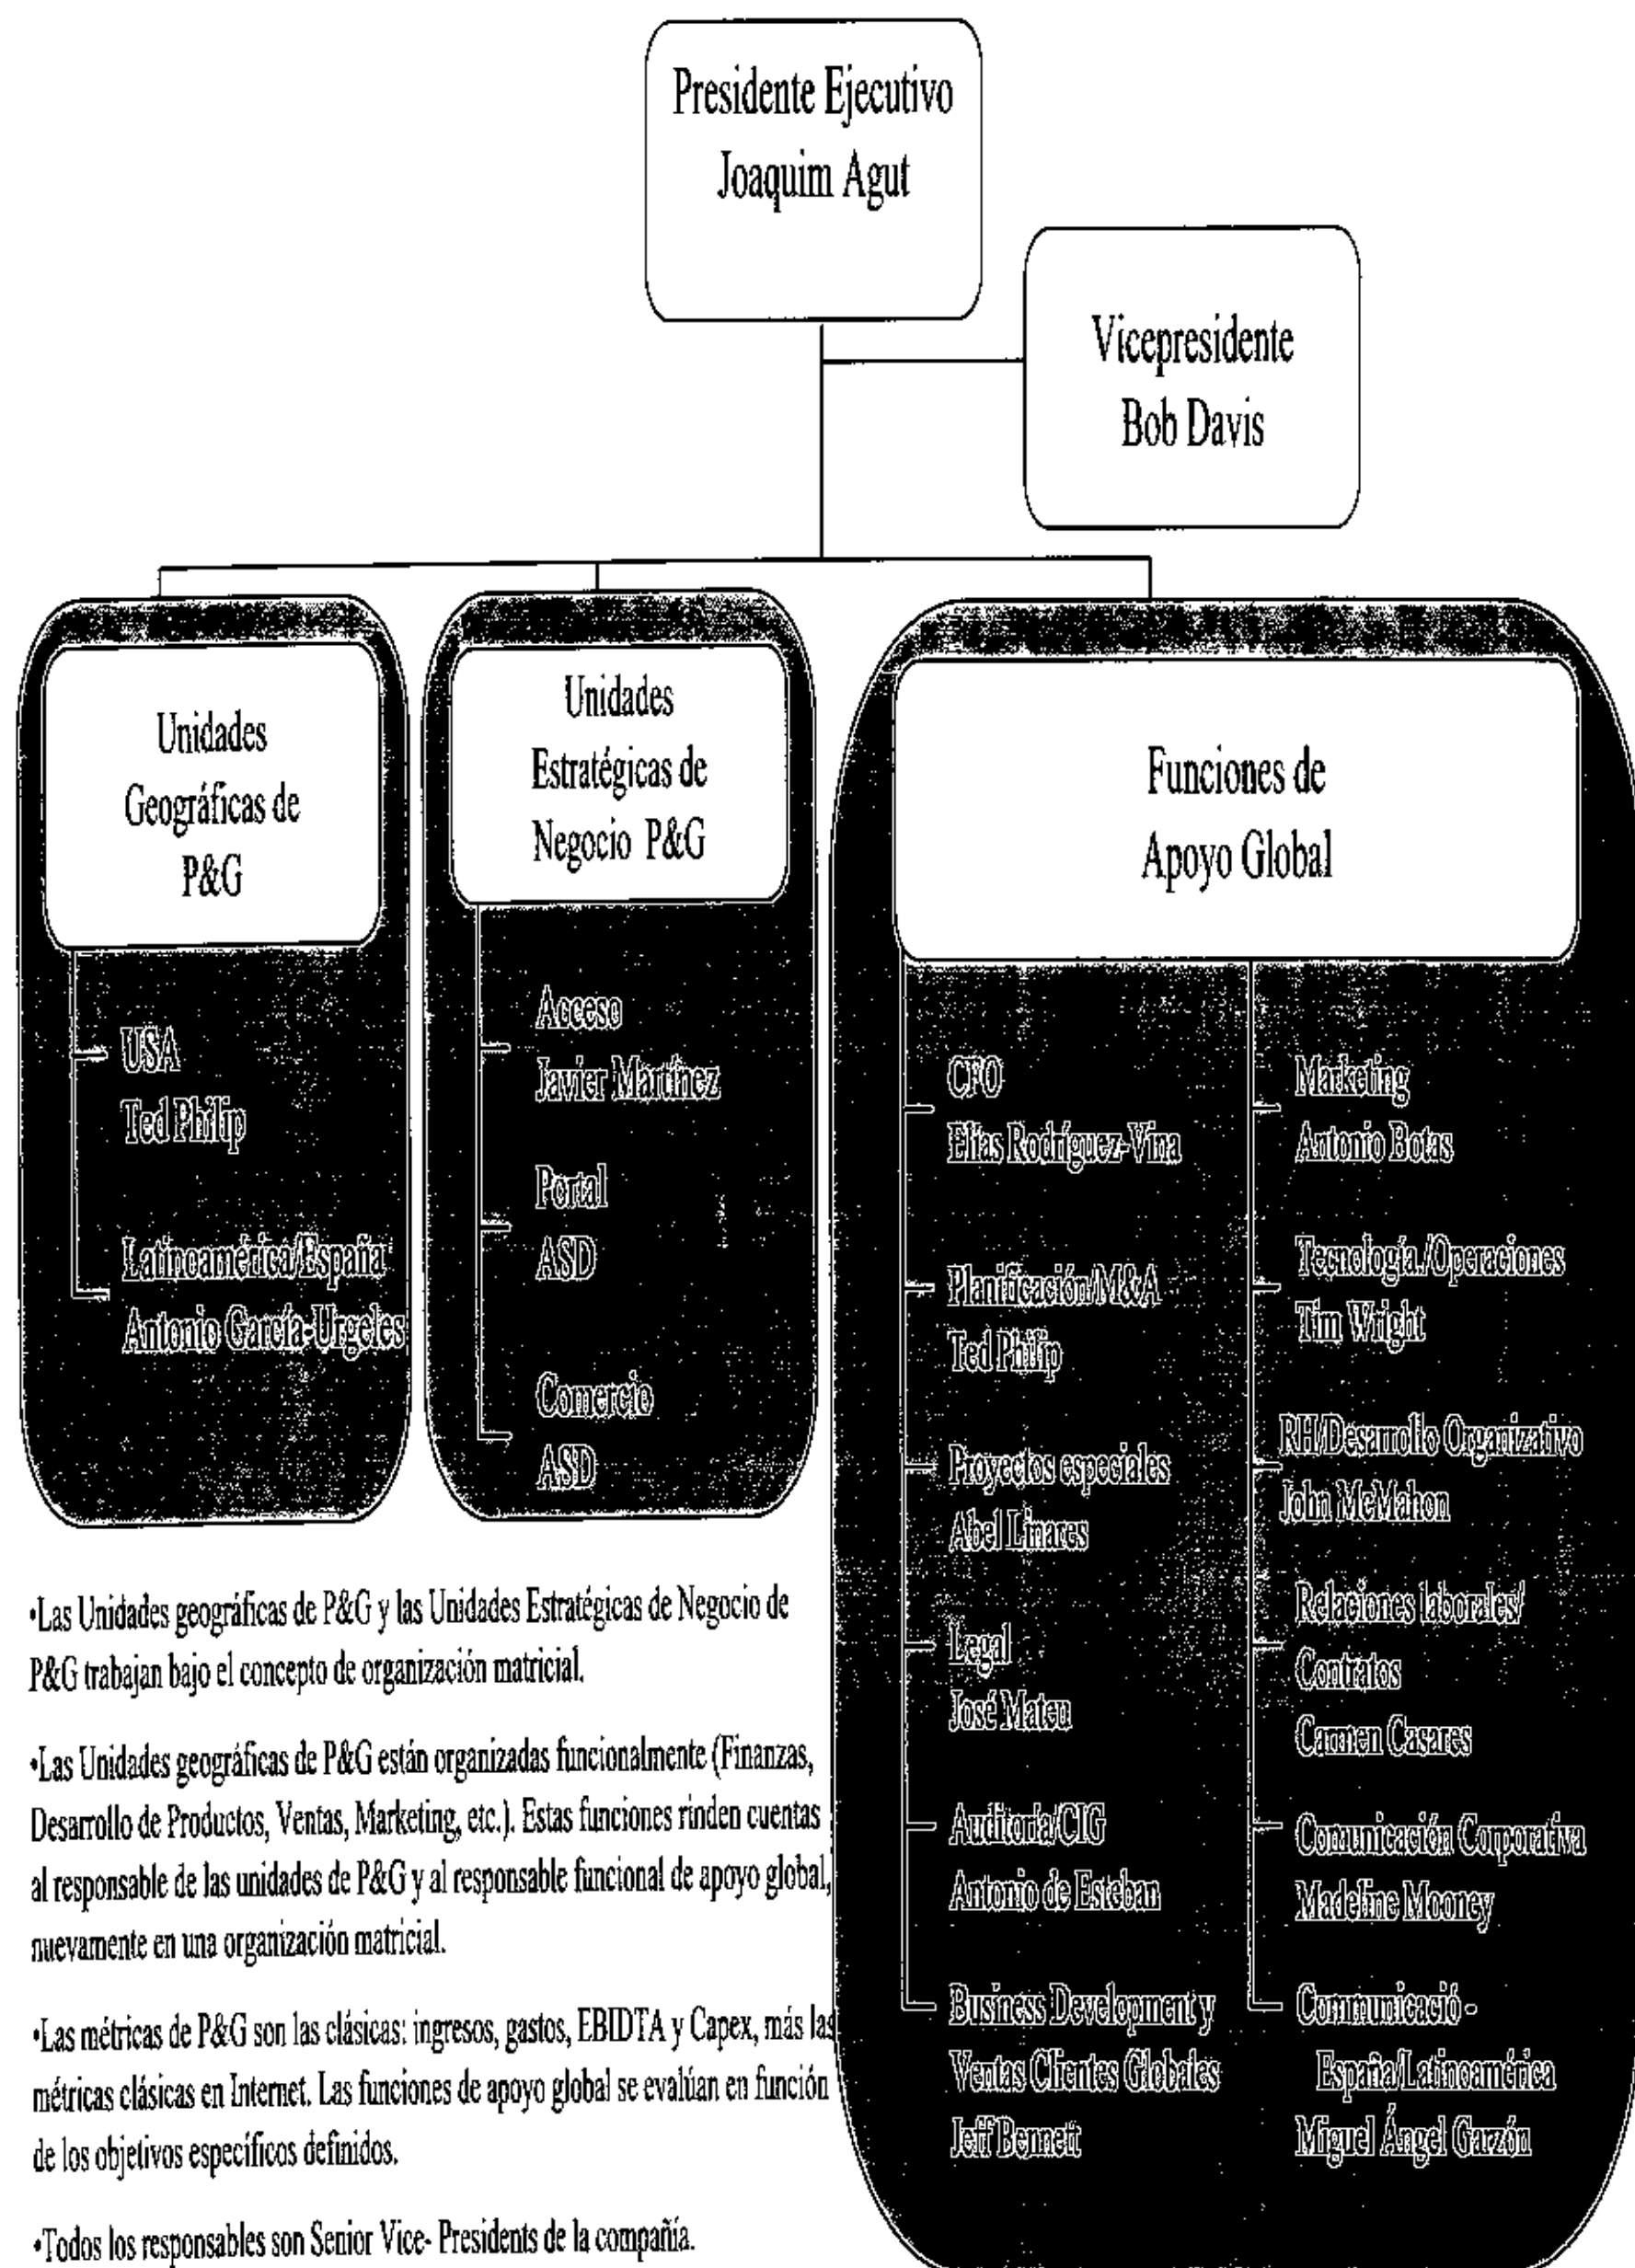 Presidente Ejecutivo
Joaquim Agut
Vicepresidente
Bob Davis
Unidades
Geográficas de
P&G
USA
Ted Philip
Latinoamérica/España
Antonio García-Urgeles
Unidades
Estratégicas de
Negocio P&G
Acceso
Javier Martínez
Portal
ASD
Comercio
ASD
Funciones de
Apoyo Global
CFO
Elías Rodríguez-Vina
Planificación/M&A
Ted Philip
Proyectos especiales
Abel Linares
Legal
José Mateu
Auditoría/CIG
Antonio de Esteban
Business Development y
Ventas Clientes Globales
Jeff Bennett
Marketing
Antonio Botas
Tecnología./Operaciones
Tim Wright
RH/Desarrollo Organizativo
John McMahon
Relaciones laborales/
Contratos
Carmen Casares
Comunicación Corporativa
Madeline Mooney
Communicació -
España/Latinoamérica
Miguel Ángel Garzón
•Las Unidades geográficas de P&G y las Unidades Estratégicas de Negocio de
P&G trabajan bajo el concepto de organización matricial.
•Las Unidades geográficas de P&G están organizadas funcionalmente (Finanzas,
Desarrollo de Productos, Ventas, Marketing, etc.). Estas funciones rinden cuentas
al responsable de las unidades de P&G y al responsable funcional de apoyo global,
nuevamente en una organización matricial.
•Las métricas de P&G son las clásicas: ingresos, gastos, EBIDTA y Capex, más las
métricas clásicas en Internet. Las funciones de apoyo global se evalúan en función
de los objetivos específicos definidos.
•Todos los responsables son Senior Vice- Presidents de la compañía.